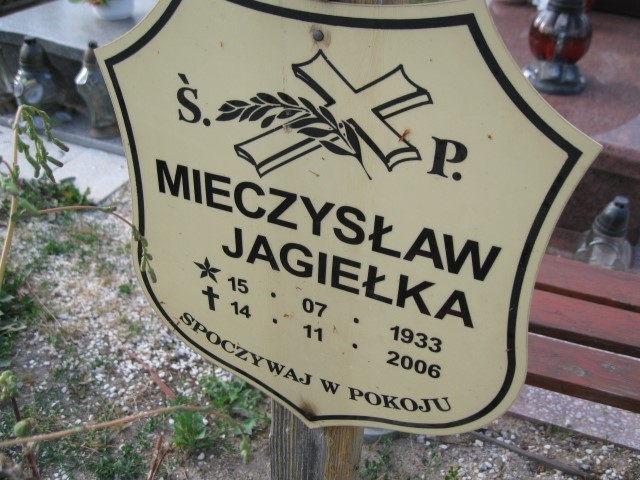 Ś. P.
MIECZYSŁAW
JAGIEŁKA
15 . 07 . 1933
14 . 11 . 2006
SPOCZYWAJ W POKOJU